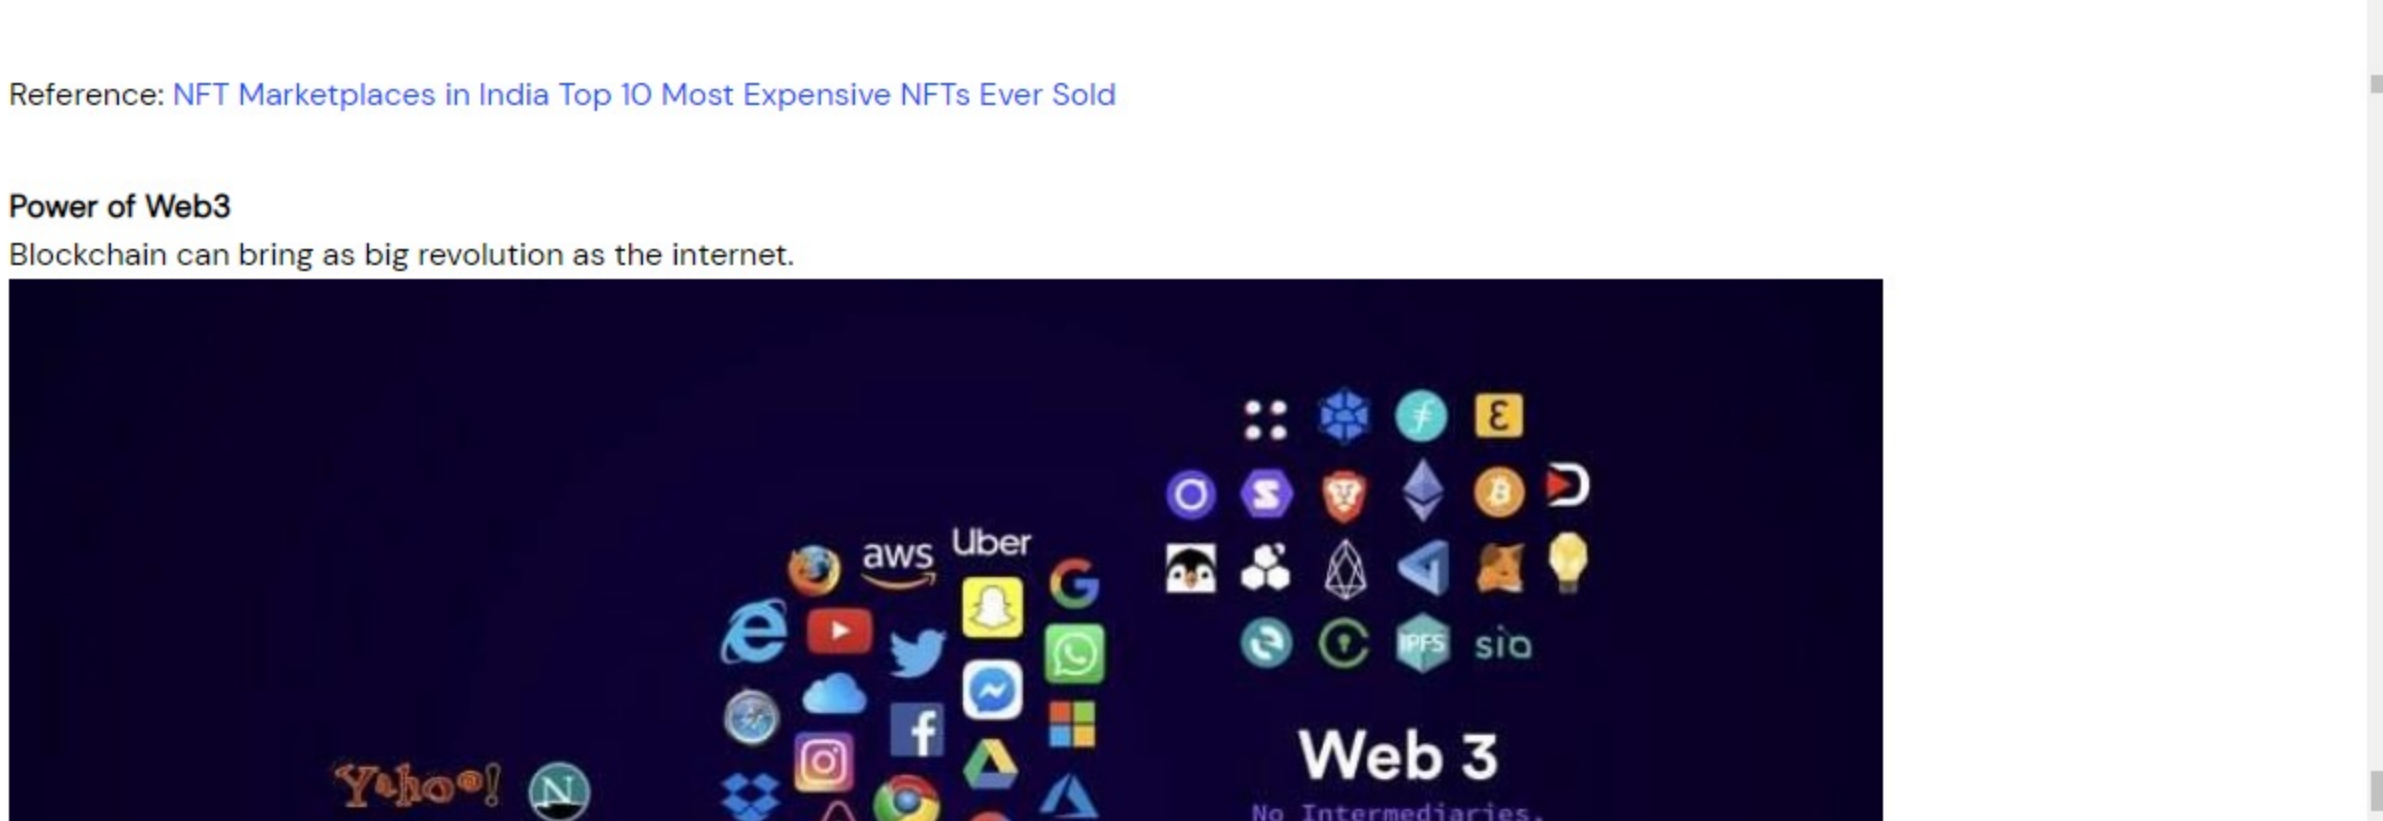 Reference: NFT Marketplaces in India Top 10 Most Expensive NFTs Ever Sold
Power of Web3
Blockchain can bring as big revolution as the internet.
Uber
aws
IPFS
sia
Web 3
Yahoo!
N
No Intermediaries.